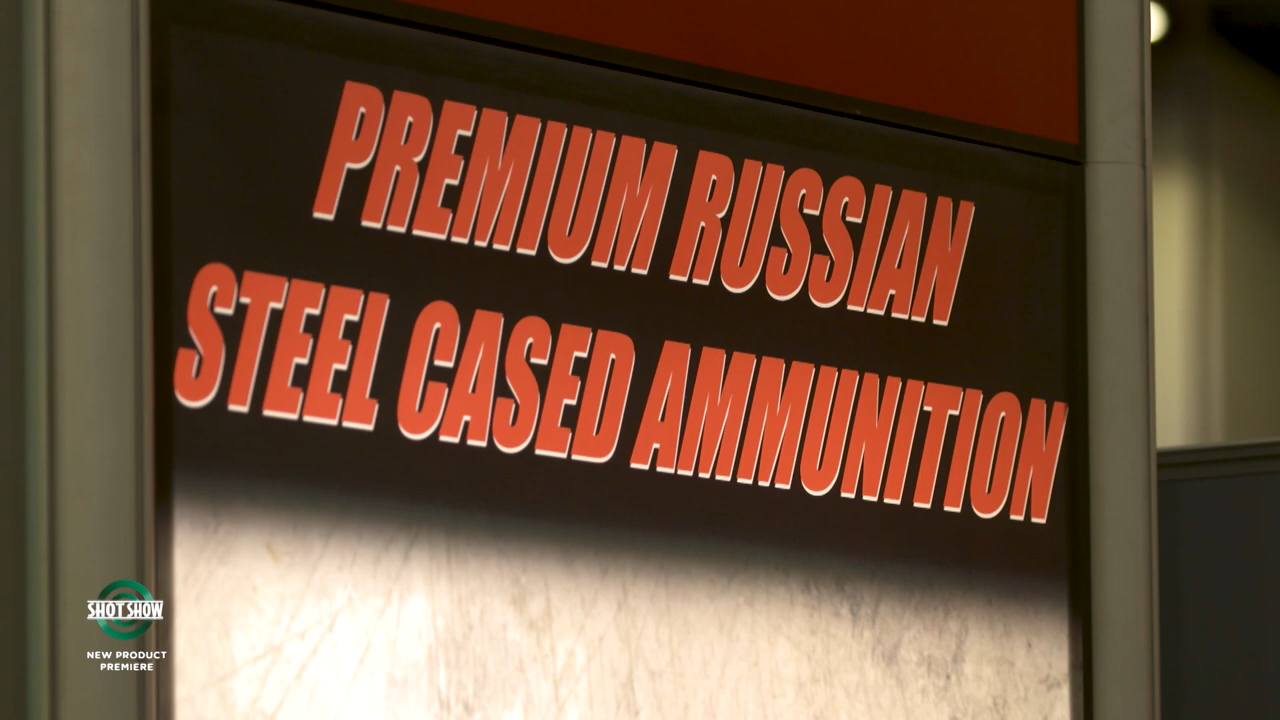 PREMIUM RUSSIAN
STEEL CASED AMMUNITION
SHOT SHOW
NEW PRODUCT
PREMIERE